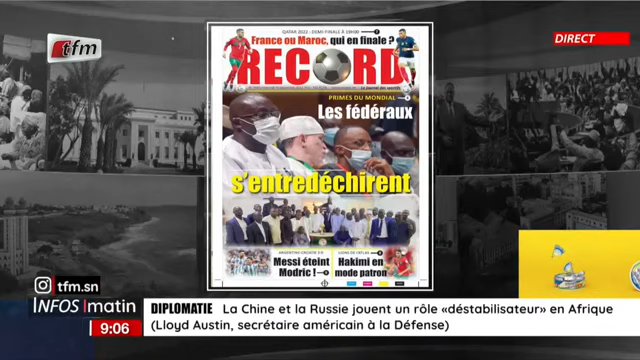 tfm
DIRECT
QATAR 2022 : DEMI-FINALE À 19H00
France ou Maroc, qui en finale ?
RECORD
PRIMES DU MONDIAL
Les fédéraux
s'entredéchirent
Messi éteint
Modric !
Hakimi en
mode patron
tfm.sn
INFOS matin
9:06
DIPLOMATIE La Chine et la Russie jouent un rôle «déstabilisateur» en Afrique
(Lloyd Austin, secrétaire américain à la Défense)